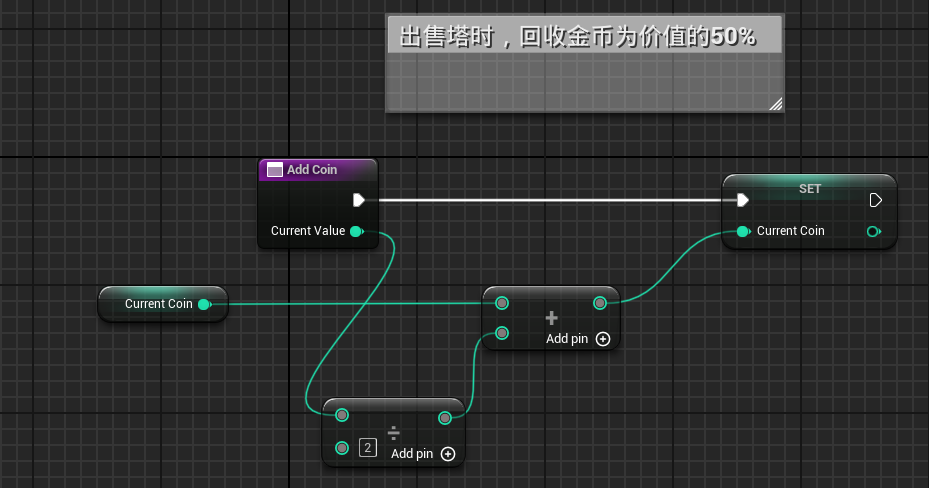 出售塔时，回收金币为价值的50%
Add Coin
SET
Current Value
Current Coin
Current Coin
+
Add pin
÷
2
Add pin